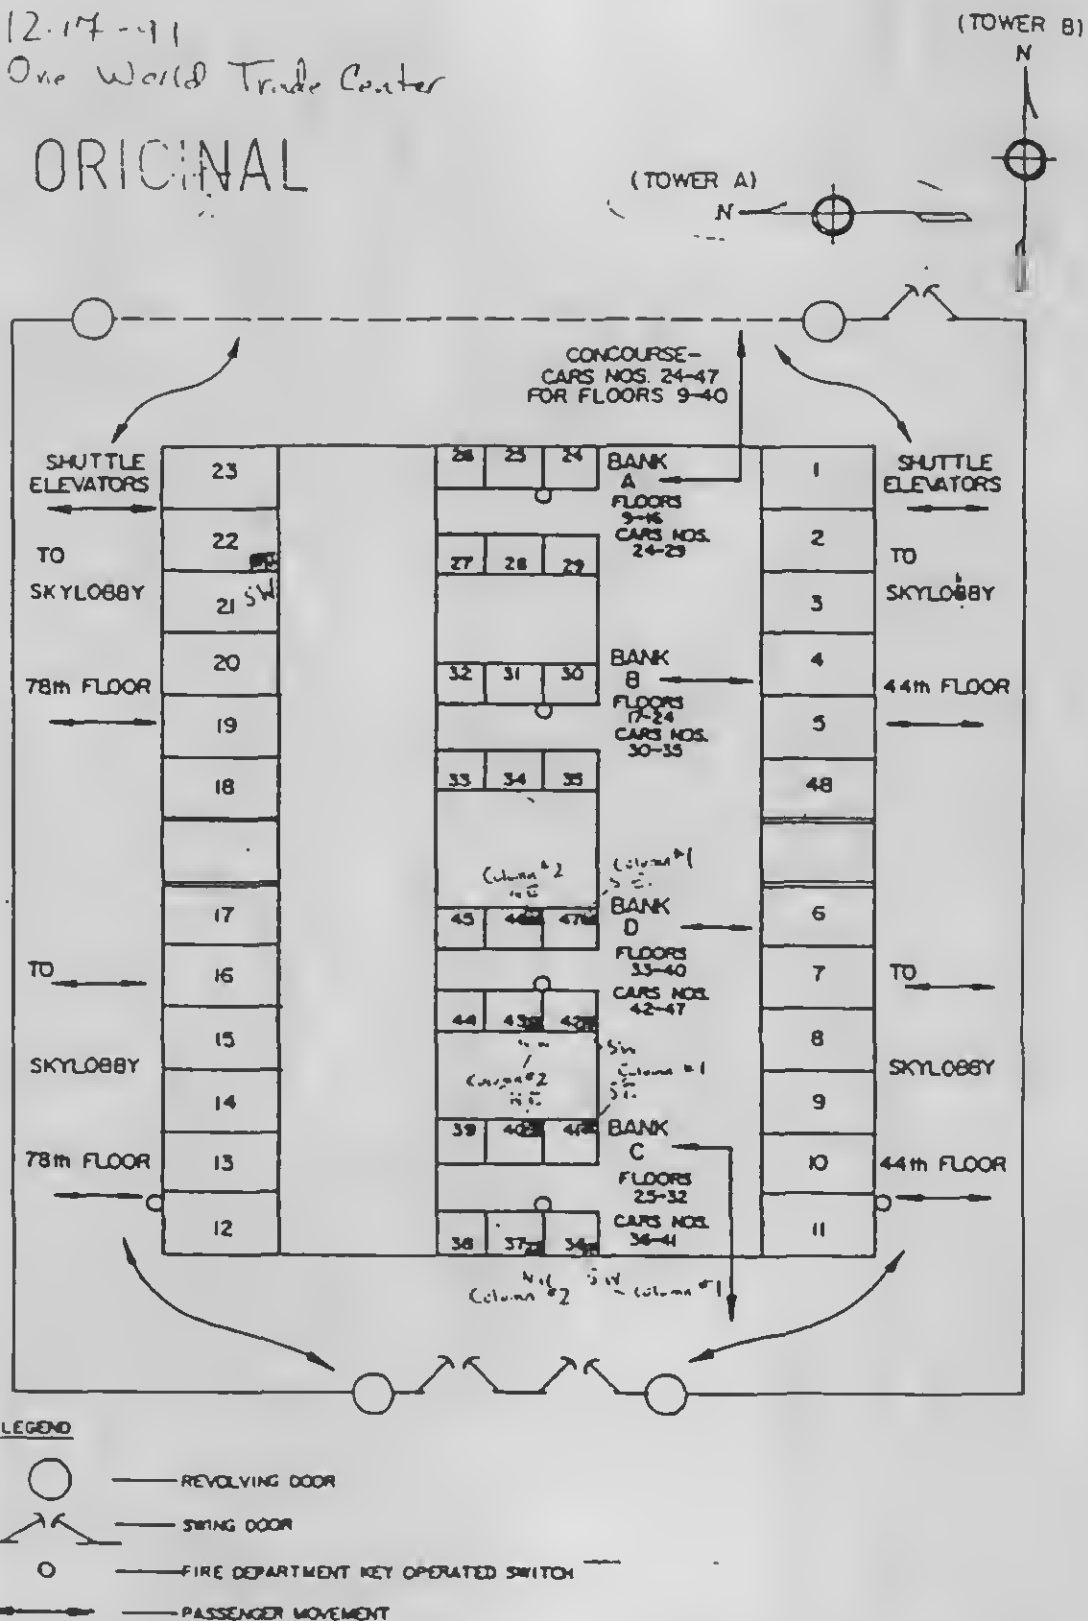 12-17-91
One World Trade Center
ORIGINAL
(TOWER B)
N
(TOWER A)
N
CONCOURSE-
CARS NOS. 24-47
FOR FLOORS 9-40
SHUTTLE
ELEVATORS
TO
SKYLOBBY
78th FLOOR
TO
SKYLOBBY
78th FLOOR
23
22
SW
21
20
19
18
17
16
15
14
13
12
26 25 24
27 28 29
32 31 30
33 34 35
Column #2
N.E.
Column #1
S.E.
45 46 47
44 43 42
N.W.
SW
Column #2
N.E.
Column #1
S.E.
39 40 41
38 37 36
N.W.
Column #2
SW
Column #1
BANK
A
FLOORS
9-16
CARS NOS.
24-29
BANK
B
FLOORS
17-24
CARS NOS.
30-35
BANK
D
FLOORS
33-40
CARS NOS.
42-47
BANK
C
FLOORS
25-32
CARS NOS.
36-41
1
2
3
4
5
48
6
7
8
9
10
11
SHUTTLE
ELEVATORS
TO
SKYLOBBY
44th FLOOR
TO
SKYLOBBY
44th FLOOR
LEGEND
REVOLVING DOOR
SWING DOOR
FIRE DEPARTMENT KEY OPERATED SWITCH
PASSENGER MOVEMENT